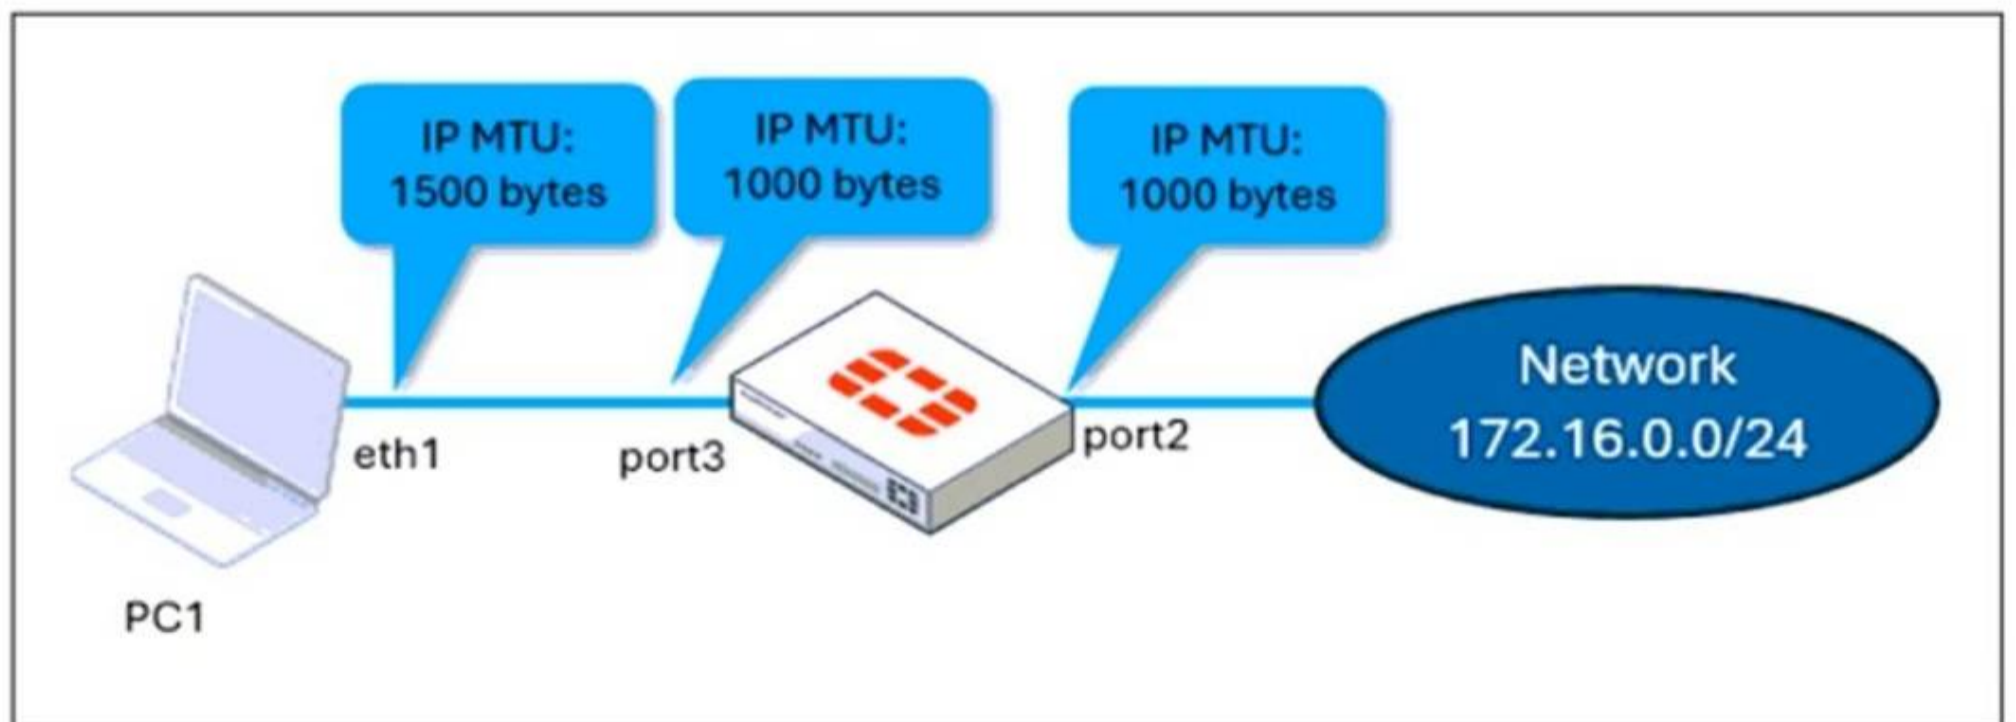 IP MTU:
1500 bytes
IP MTU:
1000 bytes
IP MTU:
1000 bytes
eth1
port3
port2
Network
172.16.0.0/24
PC1